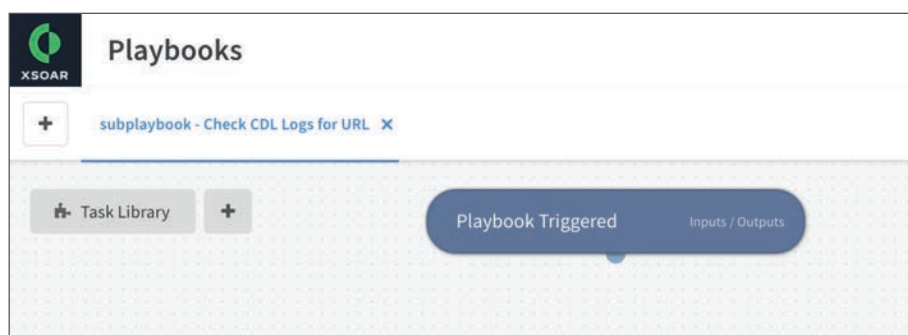 XSOAR
Playbooks
+
subplaybook - Check CDL Logs for URL ×
Task Library
+
Playbook Triggered
Inputs / Outputs